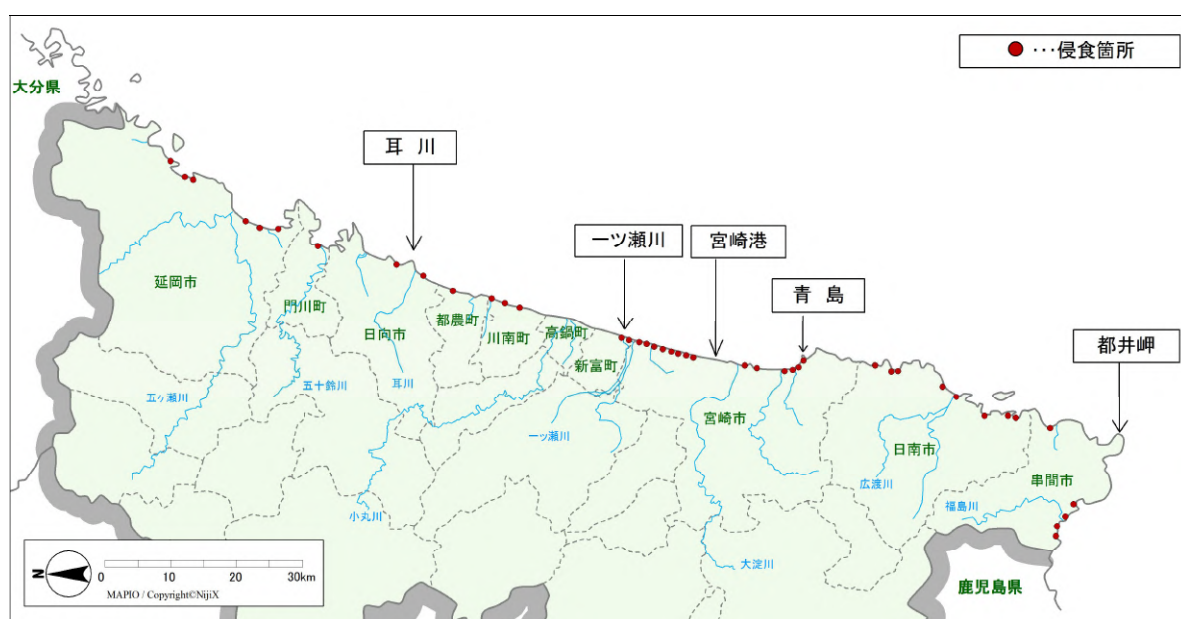 ●･･･侵食箇所
大分県
耳 川
一ツ瀬川
宮崎港
青 島
都井岬
延岡市
門川町
日向市
都農町
川南町
高鍋町
新富町
宮崎市
日南市
串間市
五ヶ瀬川
五十鈴川
耳川
小丸川
一ツ瀬川
大淀川
広渡川
福島川
鹿児島県
N
0 10 20 30km
MAPIO / Copyright©NijiX